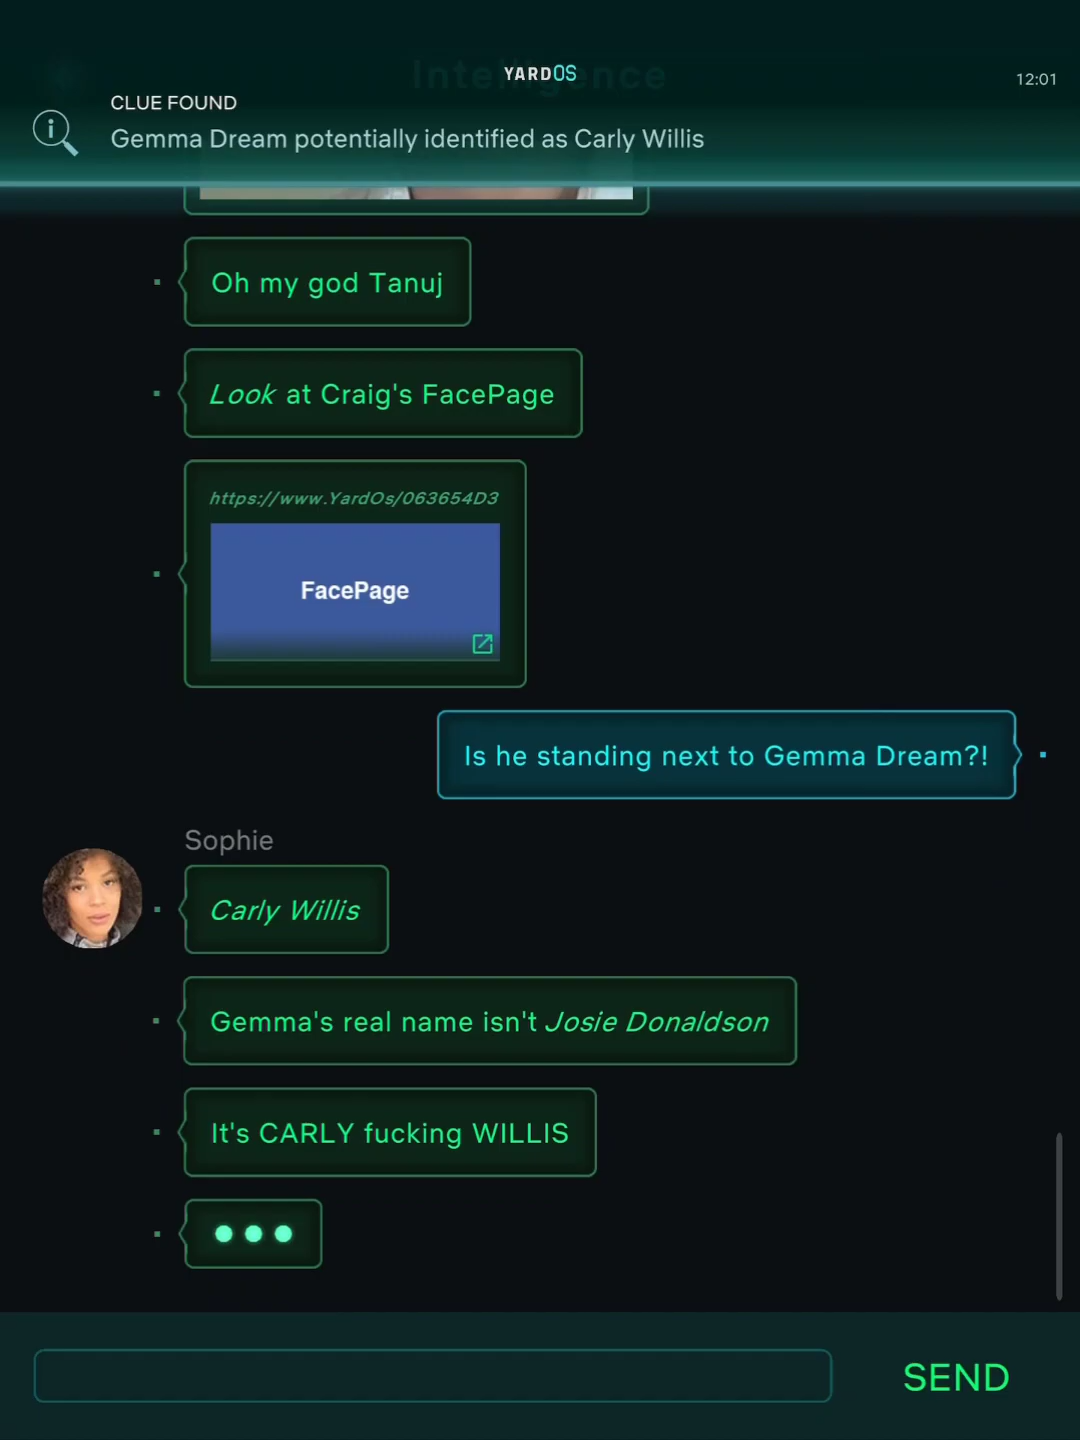 Intelligence
YARDOS
12:01
CLUE FOUND
Gemma Dream potentially identified as Carly Willis
Oh my god Tanuj
Look at Craig's FacePage
https://www.YardOs/063654D3
FacePage
Is he standing next to Gemma Dream?!
Sophie
Carly Willis
Gemma's real name isn't Josie Donaldson
It's CARLY fucking WILLIS
SEND